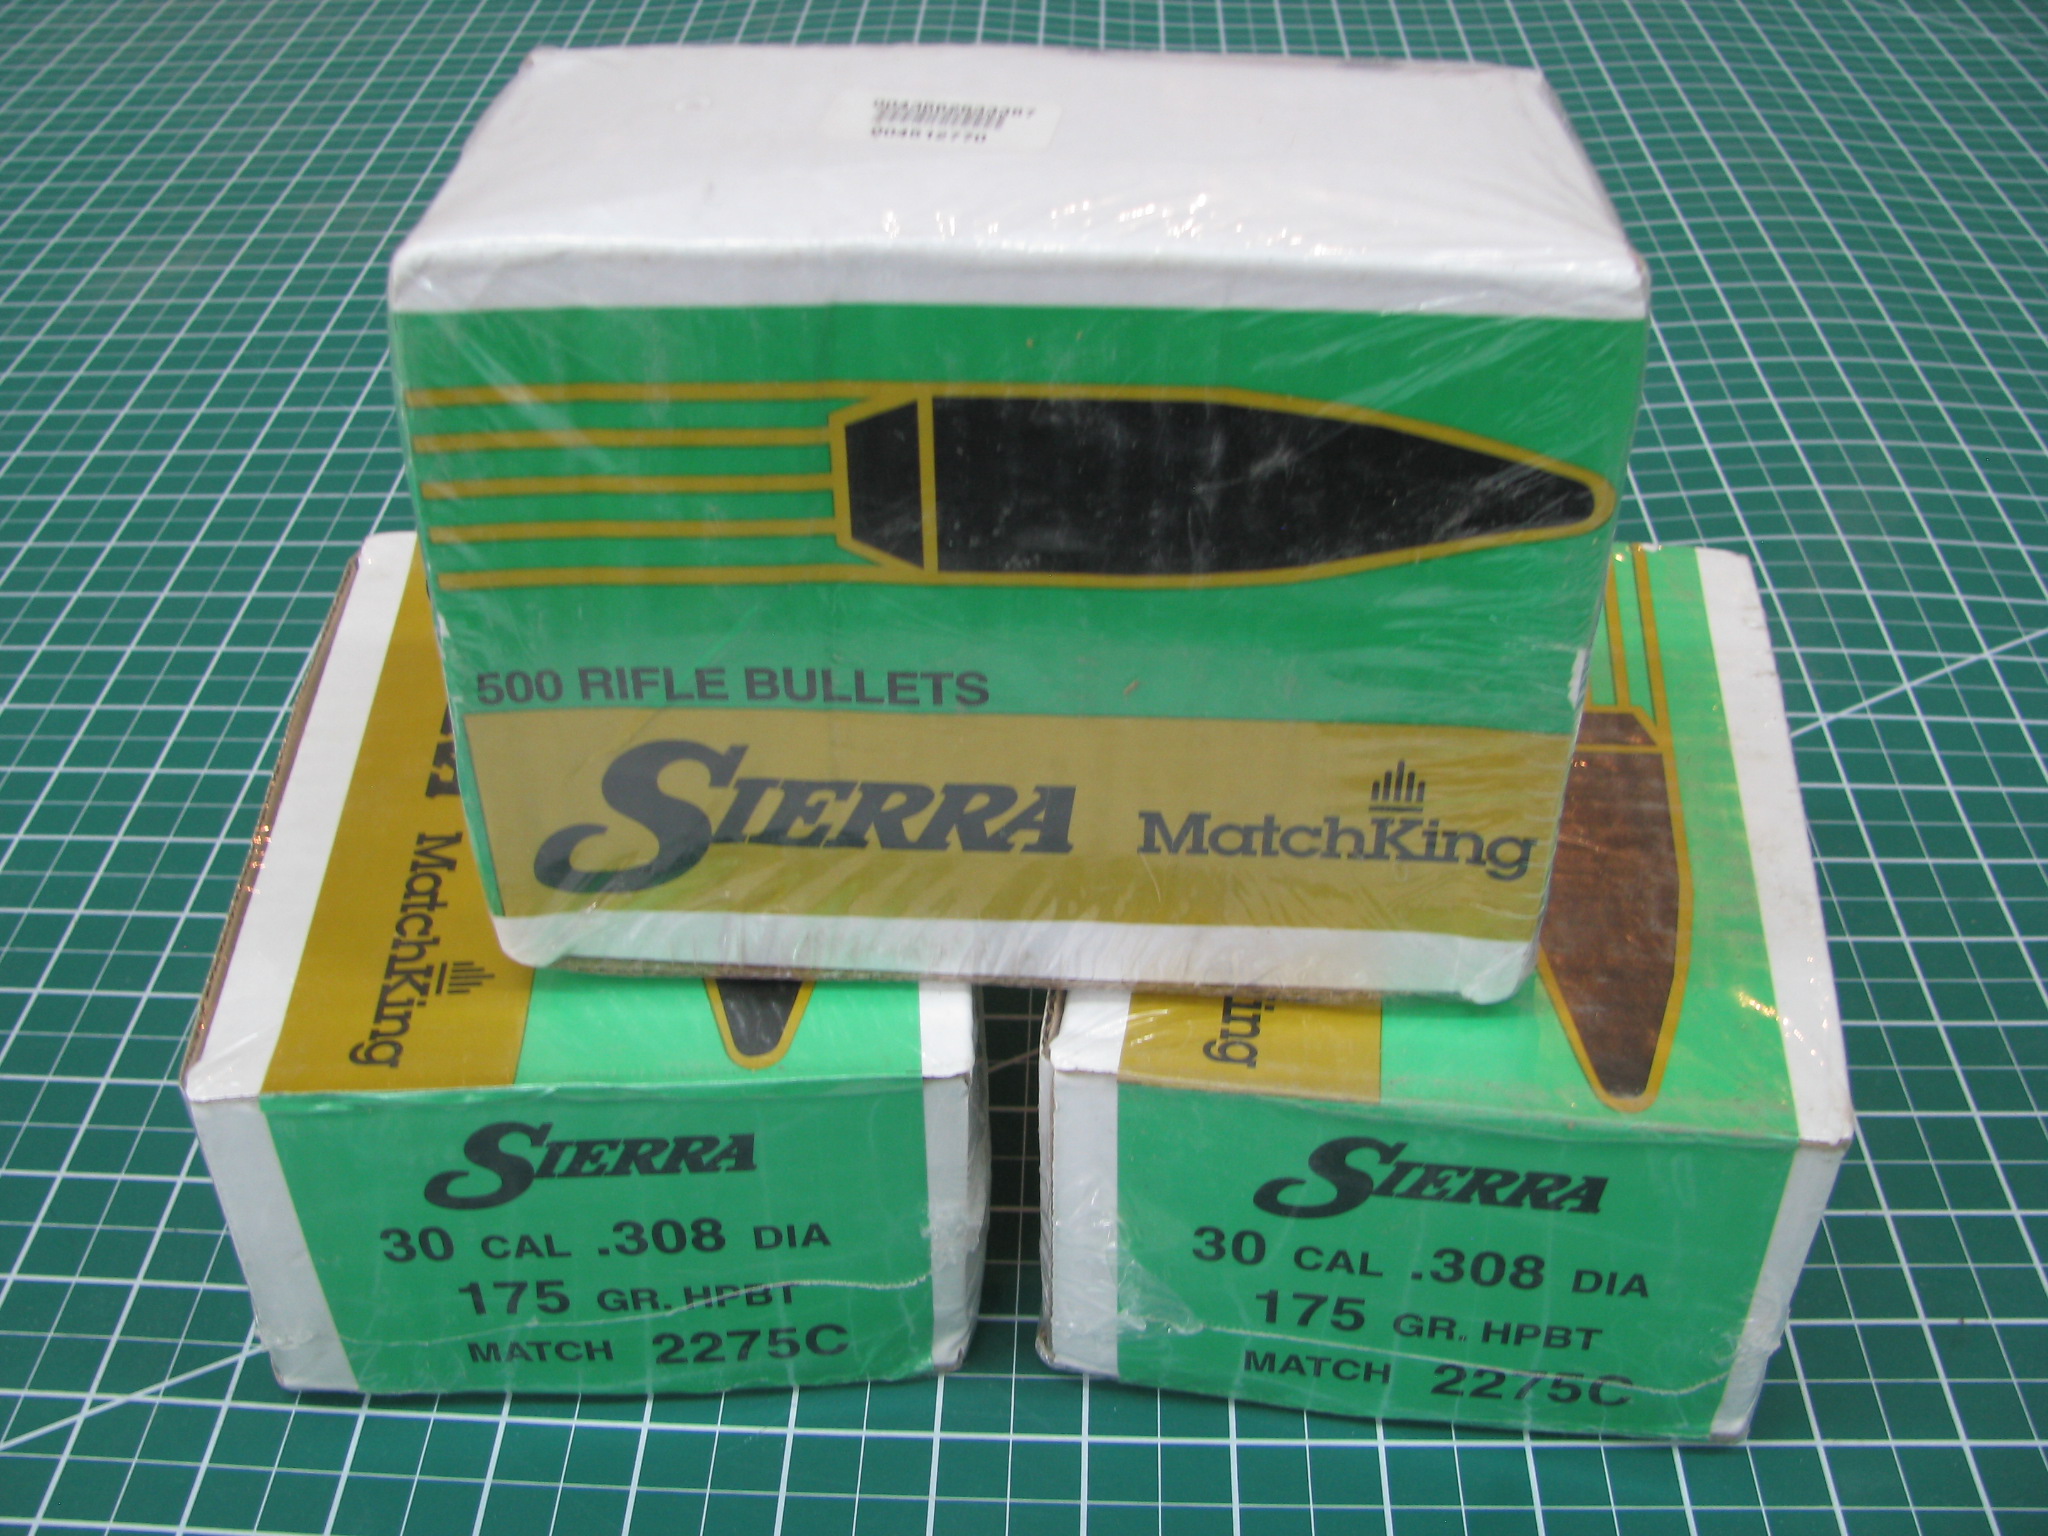 500 RIFLE BULLETS
SIERRA MatchKing
MatchKing
SIERRA
30 CAL .308 DIA
175 GR. HPBT
MATCH 2275C
SIERRA
30 CAL .308 DIA
175 GR. HPBT
MATCH 2275C